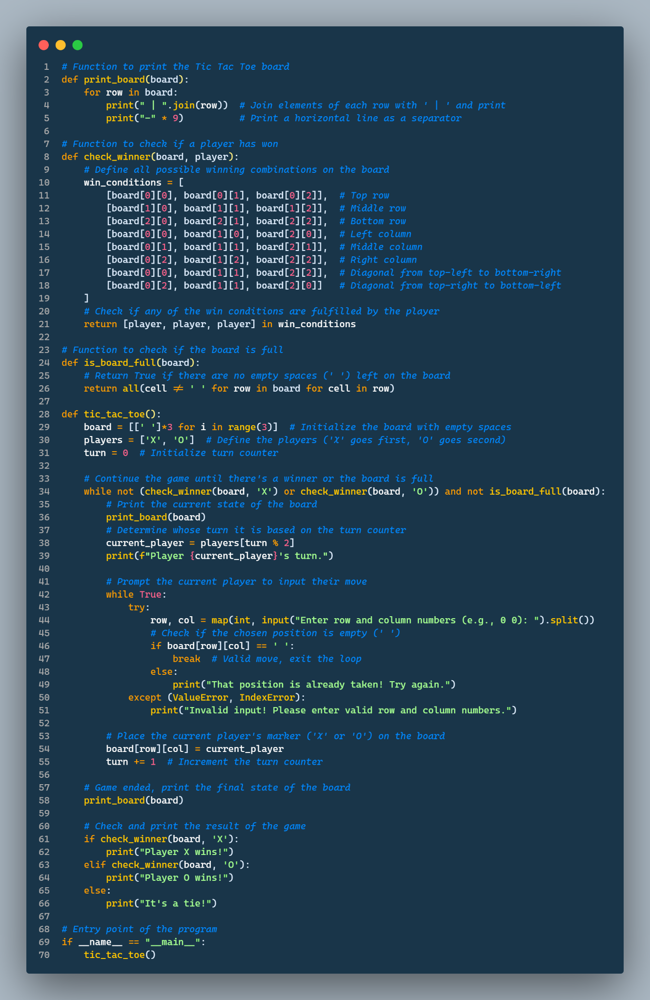 1 # Function to print the Tic Tac Toe board
2 def print_board(board):
3     for row in board:
4         print(" | ".join(row))  # Join elements of each row with ' | ' and print
5         print("-" * 9)          # Print a horizontal line as a separator
6
7 # Function to check if a player has won
8 def check_winner(board, player):
9     # Define all possible winning combinations on the board
10     win_conditions = [
11         [board[0][0], board[0][1], board[0][2]],  # Top row
12         [board[1][0], board[1][1], board[1][2]],  # Middle row
13         [board[2][0], board[2][1], board[2][2]],  # Bottom row
14         [board[0][0], board[1][0], board[2][0]],  # Left column
15         [board[0][1], board[1][1], board[2][1]],  # Middle column
16         [board[0][2], board[1][2], board[2][2]],  # Right column
17         [board[0][0], board[1][1], board[2][2]],  # Diagonal from top-left to bottom-right
18         [board[0][2], board[1][1], board[2][0]]   # Diagonal from top-right to bottom-left
19     ]
20     # Check if any of the win conditions are fulfilled by the player
21     return [player, player, player] in win_conditions
22
23 # Function to check if the board is full
24 def is_board_full(board):
25     # Return True if there are no empty spaces (' ') left on the board
26     return all(cell != ' ' for row in board for cell in row)
27
28 def tic_tac_toe():
29     board = [[' ']*3 for i in range(3)]  # Initialize the board with empty spaces
30     players = ['X', 'O']  # Define the players ('X' goes first, 'O' goes second)
31     turn = 0  # Initialize turn counter
32
33     # Continue the game until there's a winner or the board is full
34     while not (check_winner(board, 'X') or check_winner(board, 'O')) and not is_board_full(board):
35         # Print the current state of the board
36         print_board(board)
37         # Determine whose turn it is based on the turn counter
38         current_player = players[turn % 2]
39         print(f"Player {current_player}'s turn.")
40
41         # Prompt the current player to input their move
42         while True:
43             try:
44                 row, col = map(int, input("Enter row and column numbers (e.g., 0 0): ").split())
45                 # Check if the chosen position is empty (' ')
46                 if board[row][col] == ' ':
47                     break  # Valid move, exit the loop
48                 else:
49                     print("That position is already taken! Try again.")
50             except (ValueError, IndexError):
51                 print("Invalid input! Please enter valid row and column numbers.")
52
53         # Place the current player's marker ('X' or 'O') on the board
54         board[row][col] = current_player
55         turn += 1  # Increment the turn counter
56
57     # Game ended, print the final state of the board
58     print_board(board)
59
60     # Check and print the result of the game
61     if check_winner(board, 'X'):
62         print("Player X wins!")
63     elif check_winner(board, 'O'):
64         print("Player O wins!")
65     else:
66         print("It's a tie!")
67
68 # Entry point of the program
69 if __name__ == "__main__":
70     tic_tac_toe()